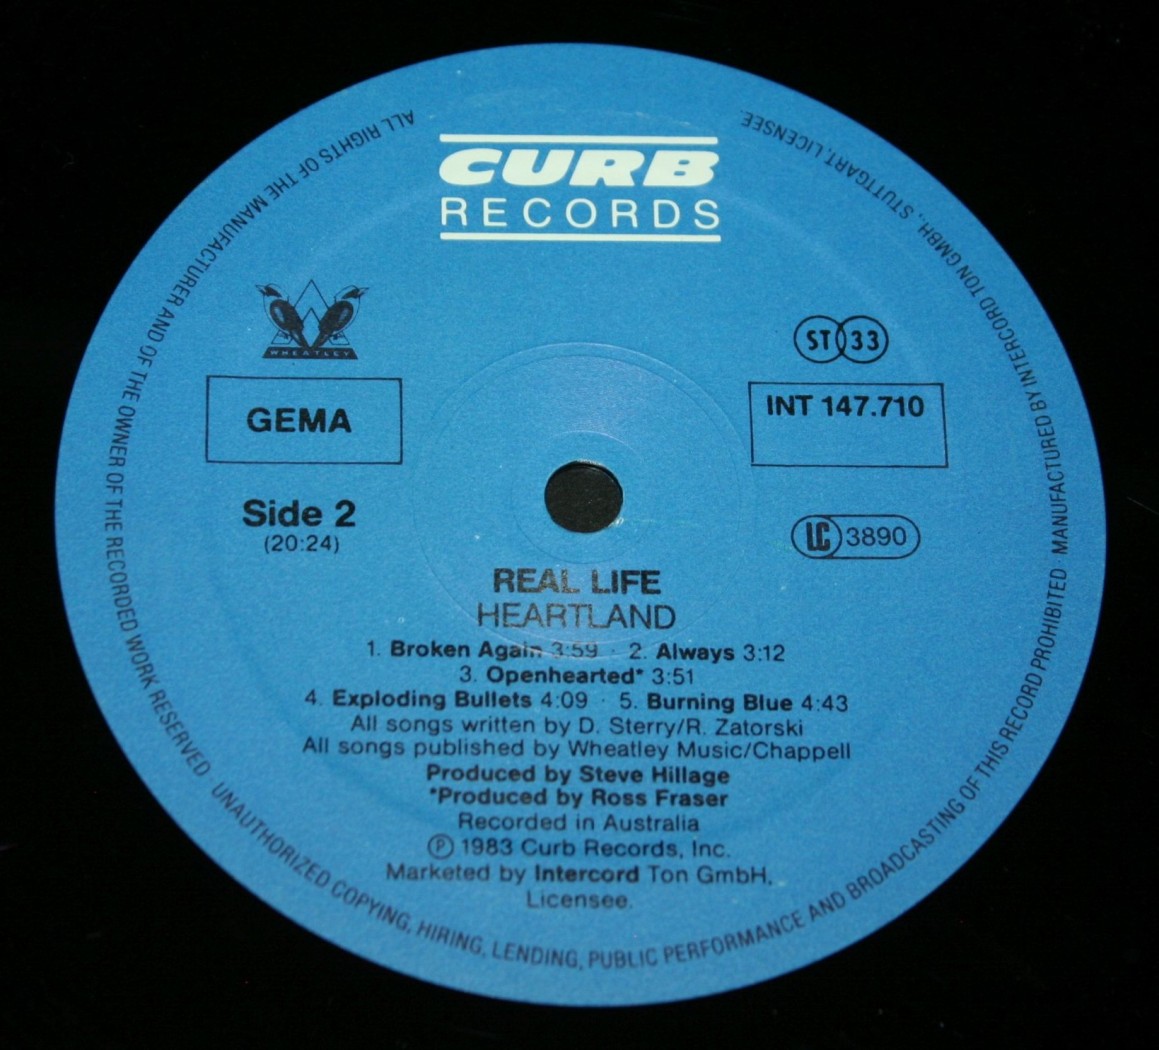 CURB
RECORDS
WHEATLEY
GEMA
ST 33
INT 147.710
Side 2
(20:24)
LC 3890
REAL LIFE
HEARTLAND
1. Broken Again 3:59 · 2. Always 3:12
3. Openhearted* 3:51
4. Exploding Bullets 4:09 · 5. Burning Blue 4:43
All songs written by D. Sterry/R. Zatorski
All songs published by Wheatley Music/Chappell
Produced by Steve Hillage
*Produced by Ross Fraser
Recorded in Australia
℗ 1983 Curb Records, Inc.
Marketed by Intercord Ton GmbH.
Licensee.
ALL RIGHTS OF THE MANUFACTURER AND OF THE OWNER OF THE RECORDED WORK RESERVED · UNAUTHORIZED COPYING, HIRING, LENDING, PUBLIC PERFORMANCE AND BROADCASTING OF THIS RECORD PROHIBITED MANUFACTURED BY INTERCORD TON GMBH, STUTTGART, LICENSEE.